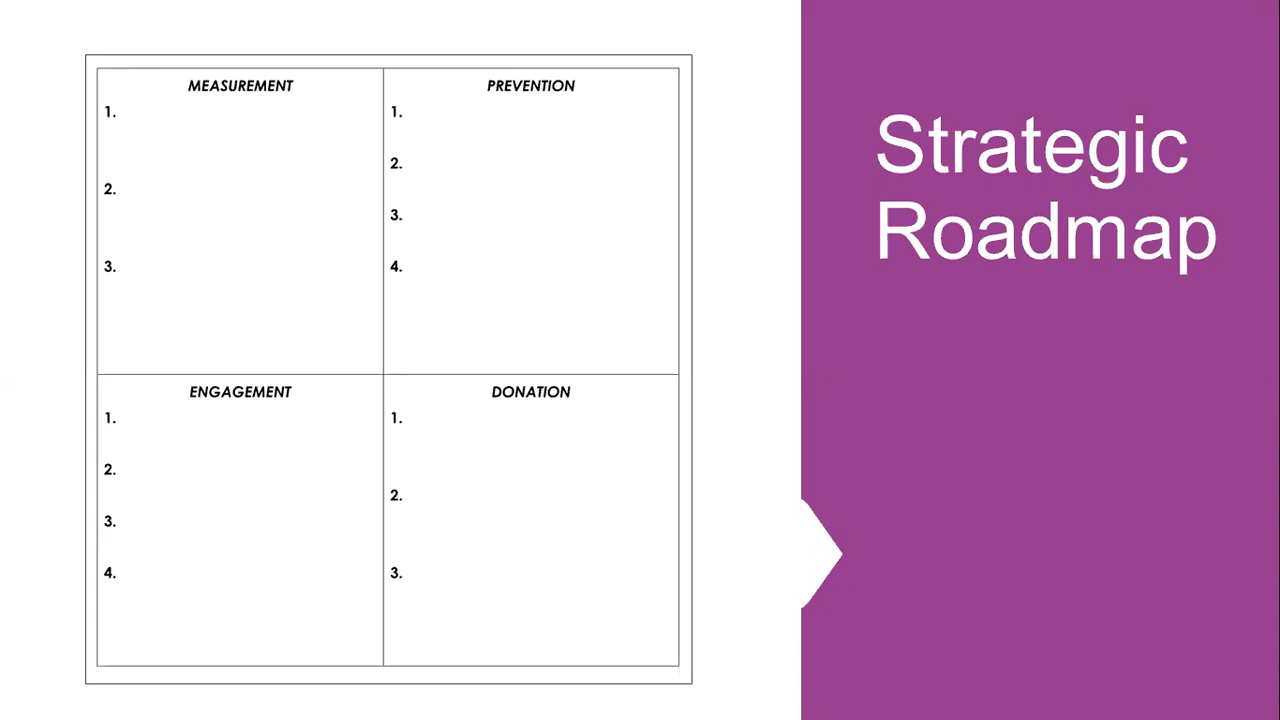 MEASUREMENT
1.
2.
3.
PREVENTION
1.
2.
3.
4.
ENGAGEMENT
1.
2.
3.
4.
DONATION
1.
2.
3.
Strategic
Roadmap